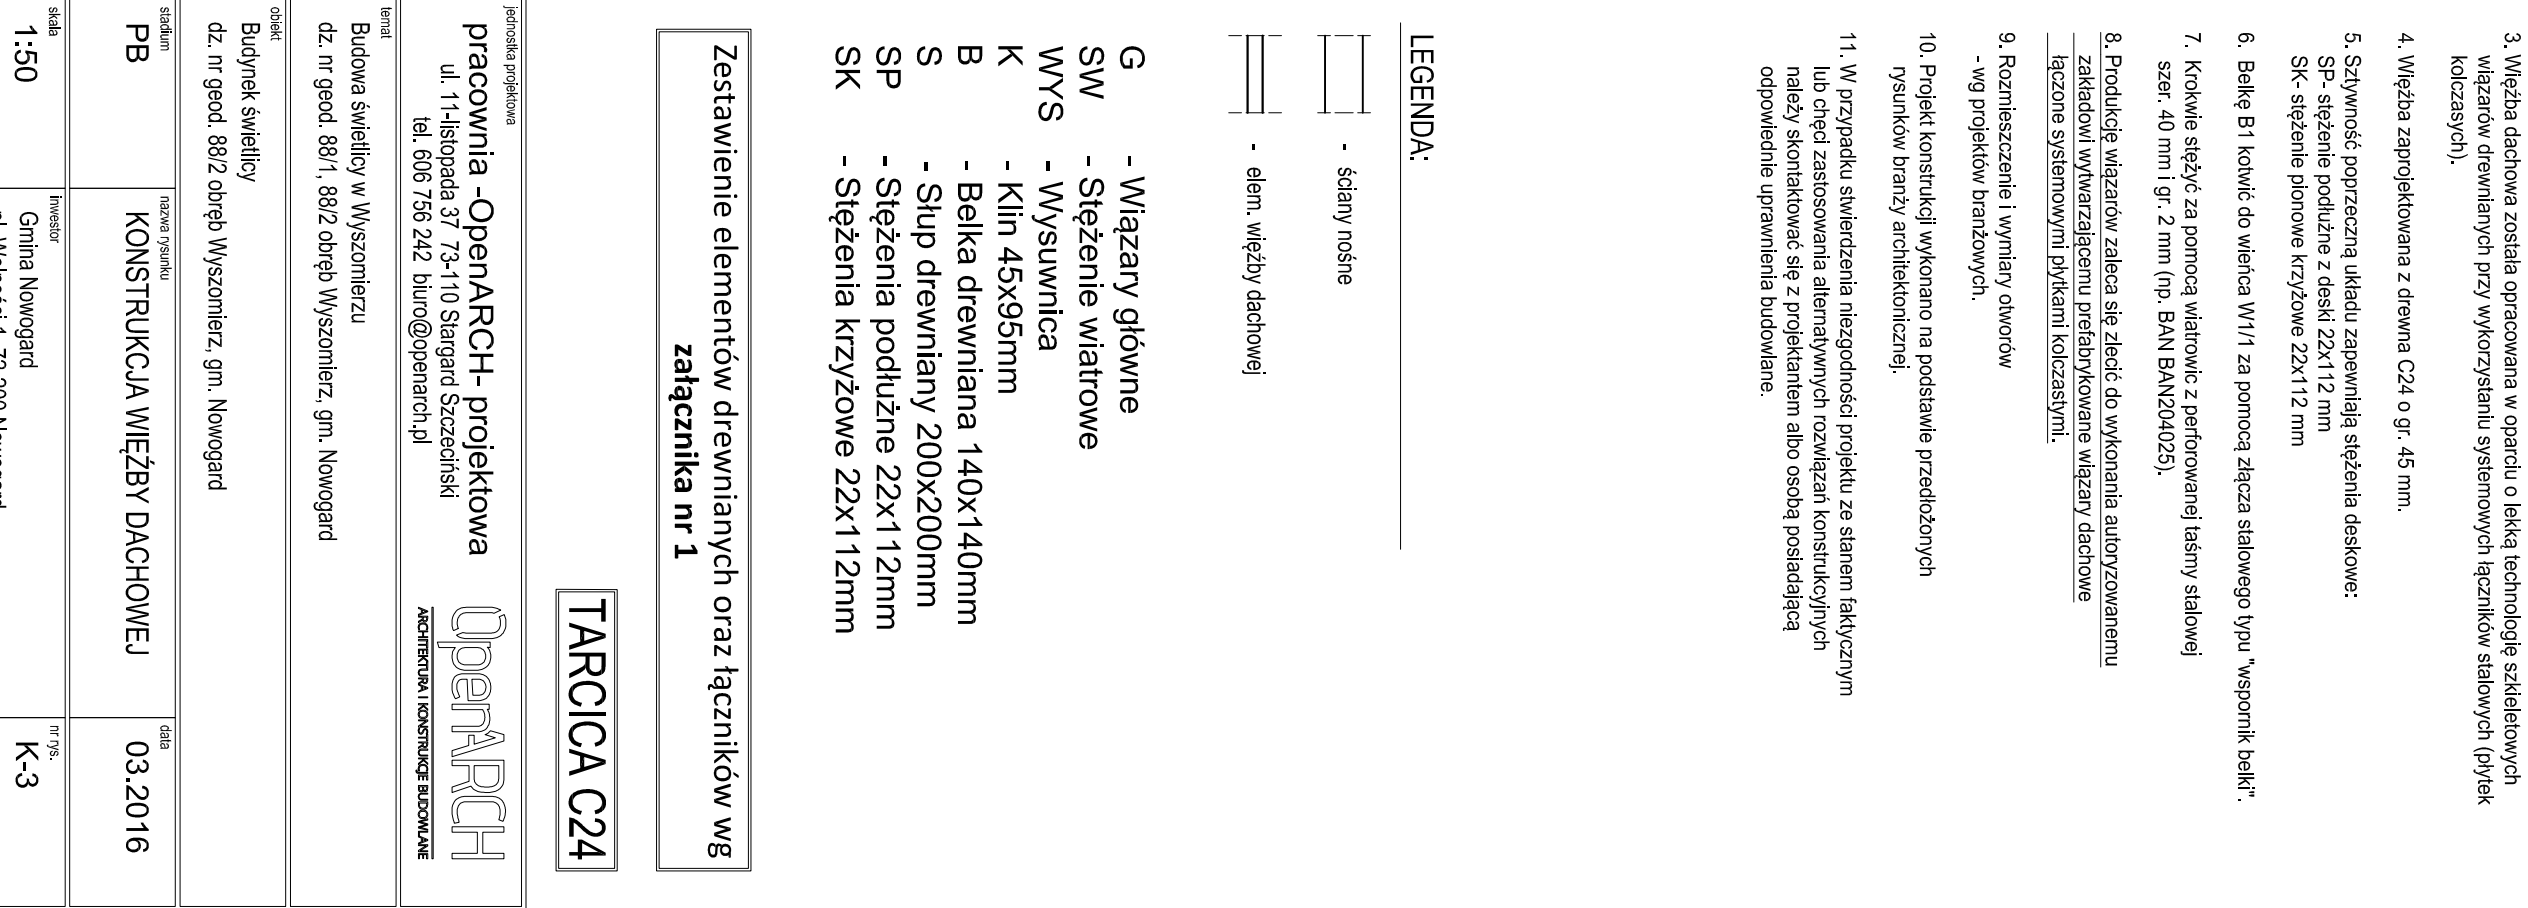 3. Więźba dachowa została opracowana w oparciu o lekką technologię szkieletowych
wiązarów drewnianych przy wykorzystaniu systemowych łączników stalowych (płytek
kolczasych).
4. Więźba zaprojektowana z drewna C24 o gr. 45 mm.
5. Sztywność poprzeczną układu zapewniają stężenia deskowe:
SP- stężenie podłużne z deski 22x112 mm
SK- stężenie pionowe krzyżowe 22x112 mm
6. Belkę B1 kotwić do wieńca W1/1 za pomocą złącza stalowego typu "wspornik belki".
7. Krokwie stężyć za pomocą wiatrowic z perforowanej taśmy stalowej
szer. 40 mm i gr. 2 mm (np. BAN BAN204025).
8. Produkcję wiązarów zaleca się zlecić do wykonania autoryzowanemu
zakładowi wytwarzającemu prefabrykowane wiązary dachowe
łączone systemowymi płytkami kolczastymi.
9. Rozmieszczenie i wymiary otworów
- wg projektów branżowych.
10. Projekt konstrukcji wykonano na podstawie przedłożonych
rysunków branży architektonicznej.
11. W przypadku stwierdzenia niezgodności projektu ze stanem faktycznym
lub chęci zastosowania alternatywnych rozwiązań konstrukcyjnych
należy skontaktować się z projektantem albo osobą posiadającą
odpowiednie uprawnienia budowlane.
LEGENDA:
- ściany nośne
- elem. więźby dachowej
G - Wiązary główne
SW - Stężenie wiatrowe
WYS - Wysuwnica
K - Klin 45x95mm
B - Belka drewniana 140x140mm
S - Słup drewniany 200x200mm
SP - Stężenia podłużne 22x112mm
SK - Stężenia krzyżowe 22x112mm
Zestawienie elementów drewnianych oraz łączników wg
załącznika nr 1
TARCICA C24
jednostka projektowa
pracownia -OpenARCH- projektowa
ul. 11-listopada 37 73-110 Stargard Szczeciński
tel. 606 756 242 biuro@openarch.pl
OpenARCH
ARCHITEKTURA I KONSTRUKCJE BUDOWLANE
temat
Budowa świetlicy w Wyszomierzu
dz. nr geod. 88/1, 88/2 obręb Wyszomierz, gm. Nowogard
obiekt
Budynek świetlicy
dz. nr geod. 88/2 obręb Wyszomierz, gm. Nowogard
stadium
PB
nazwa rysunku
KONSTRUKCJA WIĘŹBY DACHOWEJ
data
03.2016
skala
1:50
inwestor
Gmina Nowogard
nr rys.
K-3